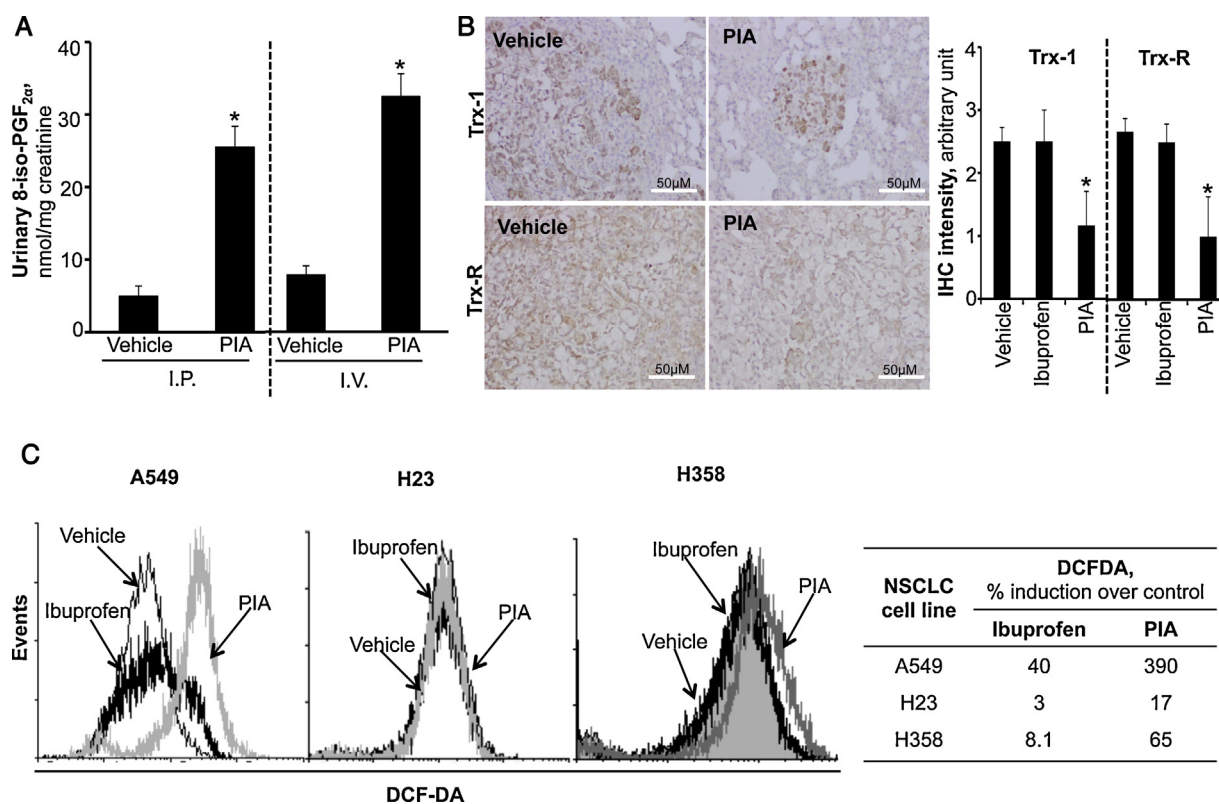 A
Urinary 8-iso-PGF2α,
nmol/mg creatinine
40
30
20
10
0
*
*
Vehicle
PIA
Vehicle
PIA
I.P.
I.V.
B
Vehicle
PIA
Trx-1
50μM
50μM
Vehicle
PIA
Trx-R
50μM
50μM
IHC intensity, arbitrary unit
4
3
2
1
0
Trx-1
Trx-R
*
*
Vehicle
Ibuprofen
PIA
Vehicle
Ibuprofen
PIA
C
A549
H23
H358
Events
Vehicle
Ibuprofen
PIA
Ibuprofen
Vehicle
PIA
Ibuprofen
Vehicle
PIA
DCF-DA
NSCLC
cell line
DCFDA,
% induction over control
Ibuprofen PIA
A549 40 390
H23 3 17
H358 8.1 65